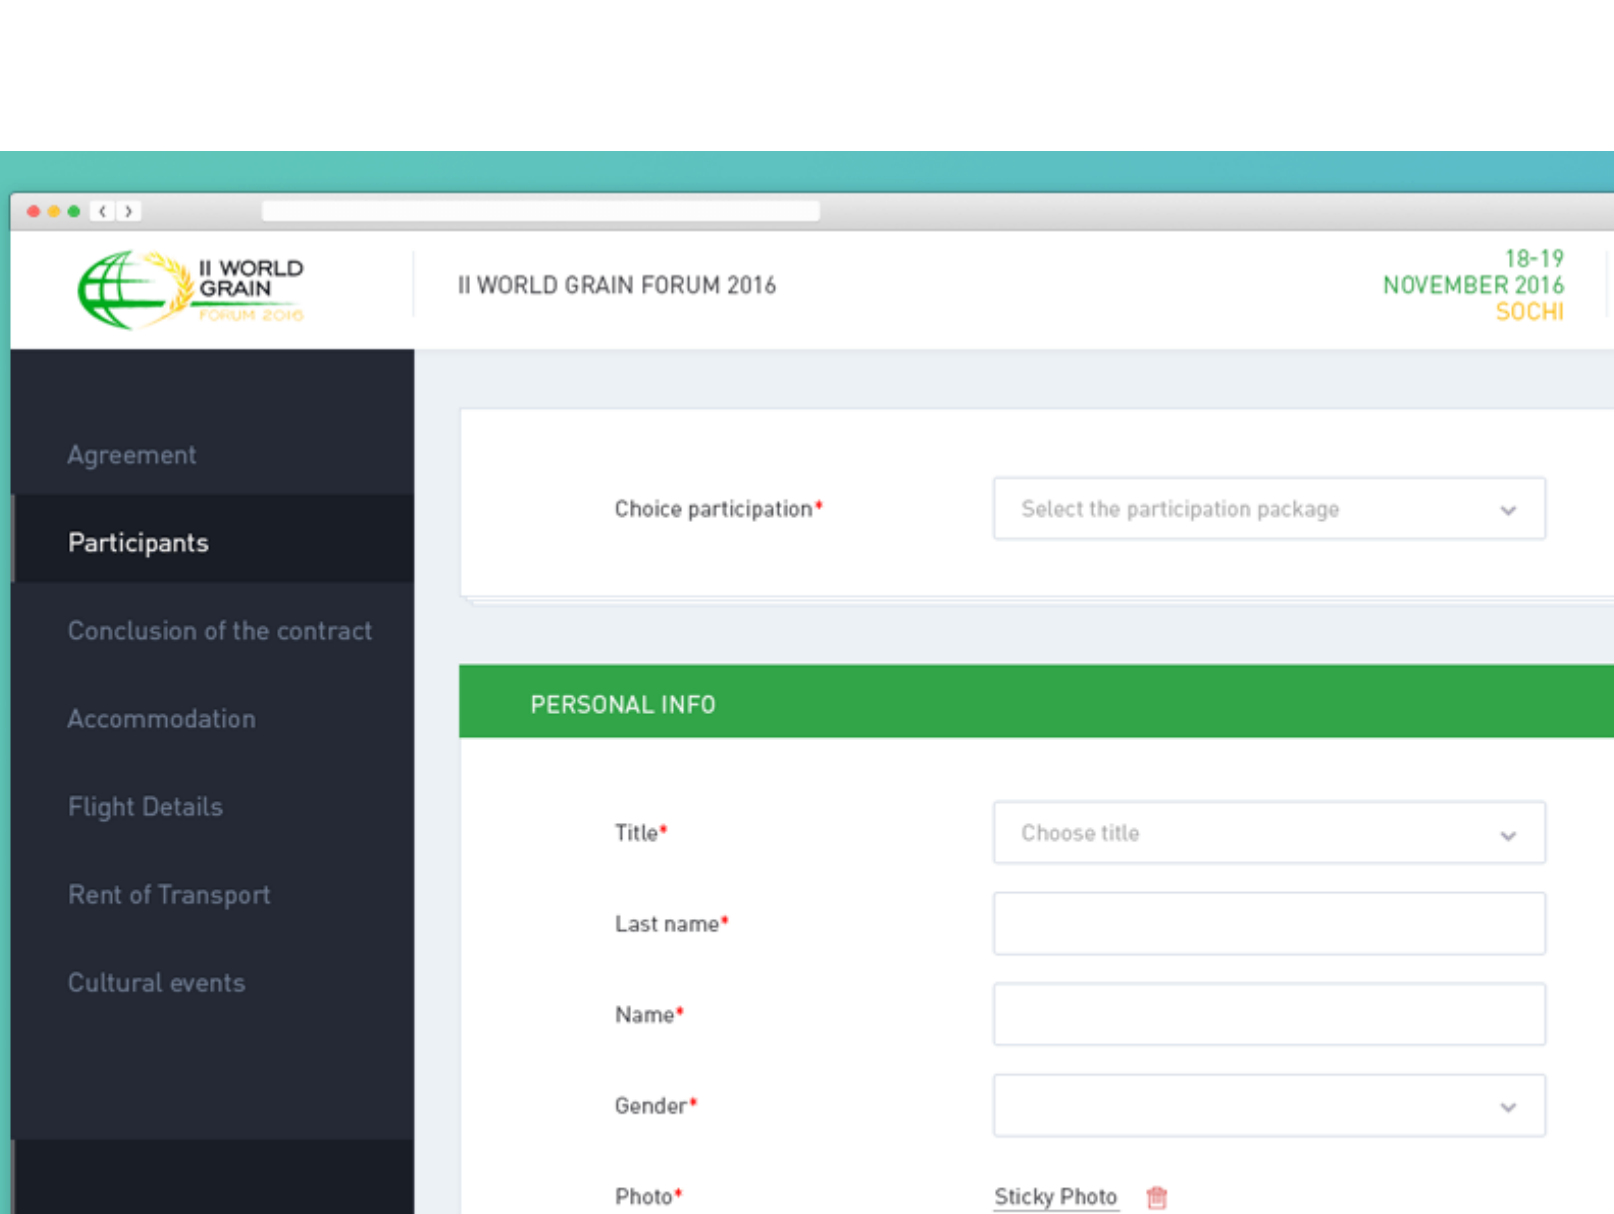 II WORLD
GRAIN
FORUM 2016
II WORLD GRAIN FORUM 2016
18-19
NOVEMBER 2016
SOCHI
Agreement
Participants
Conclusion of the contract
Accommodation
Flight Details
Rent of Transport
Cultural events
Choice participation* Select the participation package
PERSONAL INFO
Title* Choose title
Last name*
Name*
Gender*
Photo* Sticky Photo